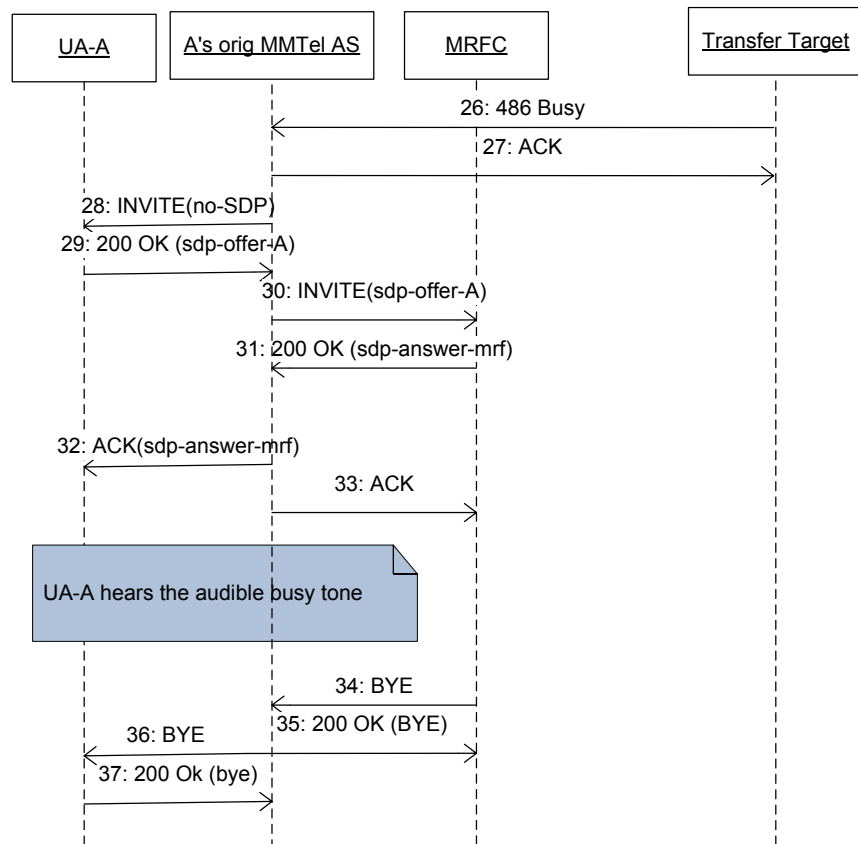 UA-A
A's orig MMTel AS
MRFC
Transfer Target
26: 486 Busy
27: ACK
28: INVITE(no-SDP)
29: 200 OK (sdp-offer-A)
30: INVITE(sdp-offer-A)
31: 200 OK (sdp-answer-mrf)
32: ACK(sdp-answer-mrf)
33: ACK
UA-A hears the audible busy tone
34: BYE
35: 200 OK (BYE)
36: BYE
37: 200 Ok (bye)